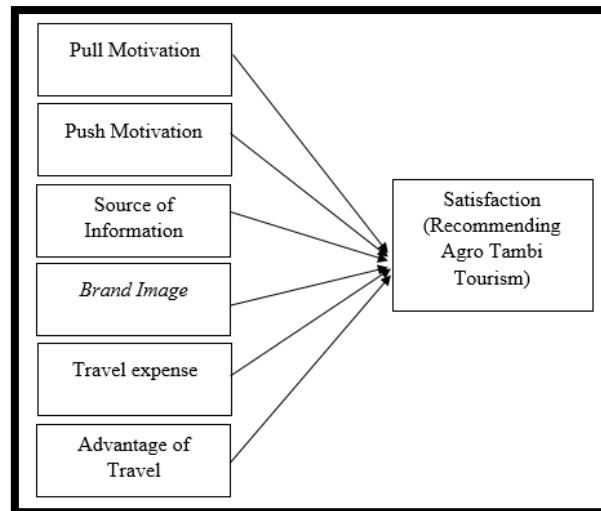 Pull Motivation
Push Motivation
Source of
Information
Brand Image
Travel expense
Advantage of
Travel
Satisfaction
(Recommending
Agro Tambi
Tourism)